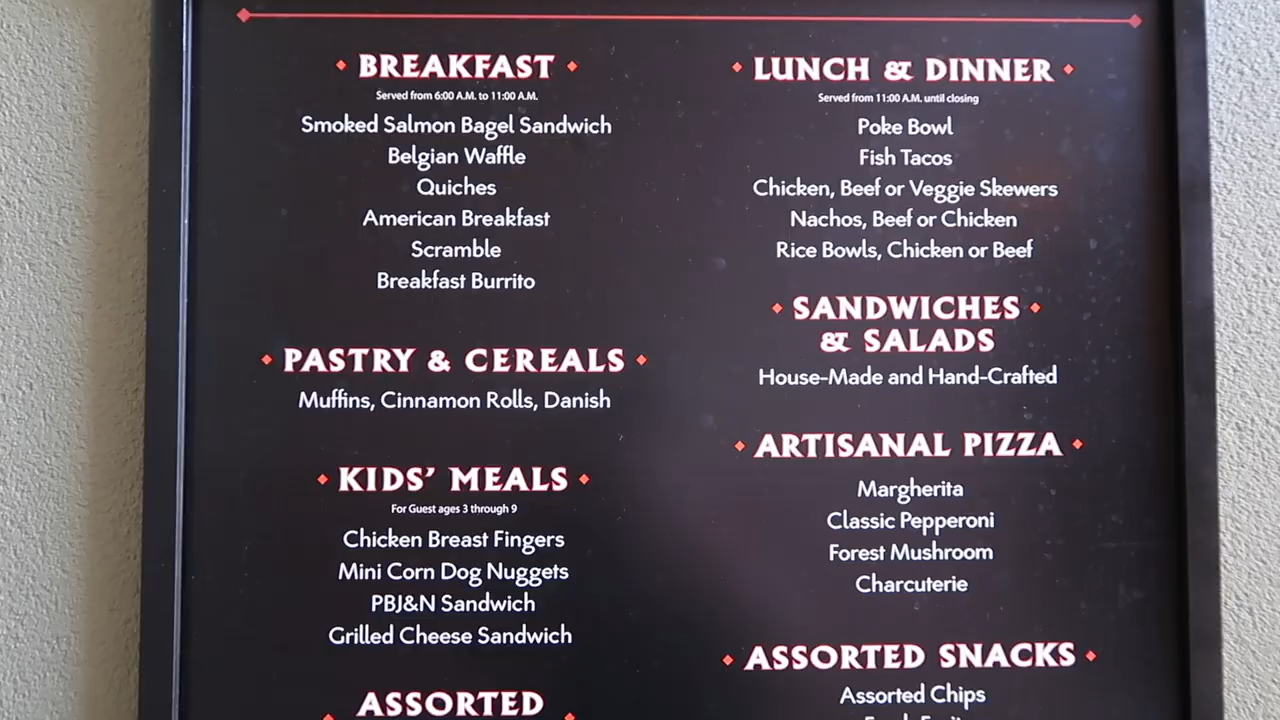 BREAKFAST
Served from 6:00 A.M. to 11:00 A.M.
Smoked Salmon Bagel Sandwich
Belgian Waffle
Quiches
American Breakfast
Scramble
Breakfast Burrito
PASTRY & CEREALS
Muffins, Cinnamon Rolls, Danish
KIDS' MEALS
For Guest ages 3 through 9
Chicken Breast Fingers
Mini Corn Dog Nuggets
PBJ&N Sandwich
Grilled Cheese Sandwich
ASSORTED
LUNCH & DINNER
Served from 11:00 A.M. until closing
Poke Bowl
Fish Tacos
Chicken, Beef or Veggie Skewers
Nachos, Beef or Chicken
Rice Bowls, Chicken or Beef
SANDWICHES
& SALADS
House-Made and Hand-Crafted
ARTISANAL PIZZA
Margherita
Classic Pepperoni
Forest Mushroom
Charcuterie
ASSORTED SNACKS
Assorted Chips